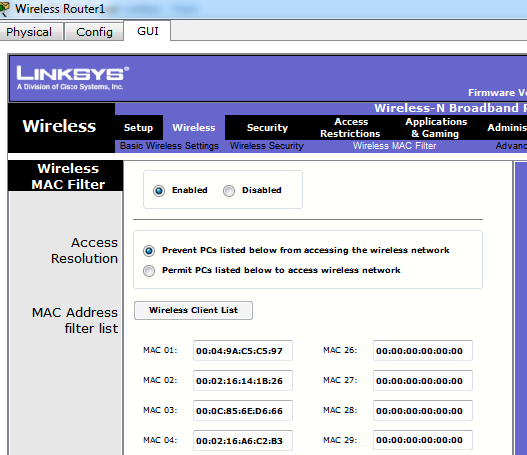 Wireless Router1
Physical Config GUI
LINKSYS®
A Division of Cisco Systems, Inc.
Firmware
Wireless-N Broadband
Wireless Setup Wireless Security Access Restrictions Applications & Gaming
Basic Wireless Settings Wireless Security Wireless MAC Filter
Wireless MAC Filter
Enabled Disabled
Access Resolution
Prevent PCs listed below from accessing the wireless network
Permit PCs listed below to access wireless network
MAC Address filter list
Wireless Client List
MAC 01: 00:04:9A:C5:C5:97 MAC 26: 00:00:00:00:00:00
MAC 02: 00:02:16:14:1B:26 MAC 27: 00:00:00:00:00:00
MAC 03: 00:0C:85:6E:D6:66 MAC 28: 00:00:00:00:00:00
MAC 04: 00:02:16:A6:C2:B3 MAC 29: 00:00:00:00:00:00